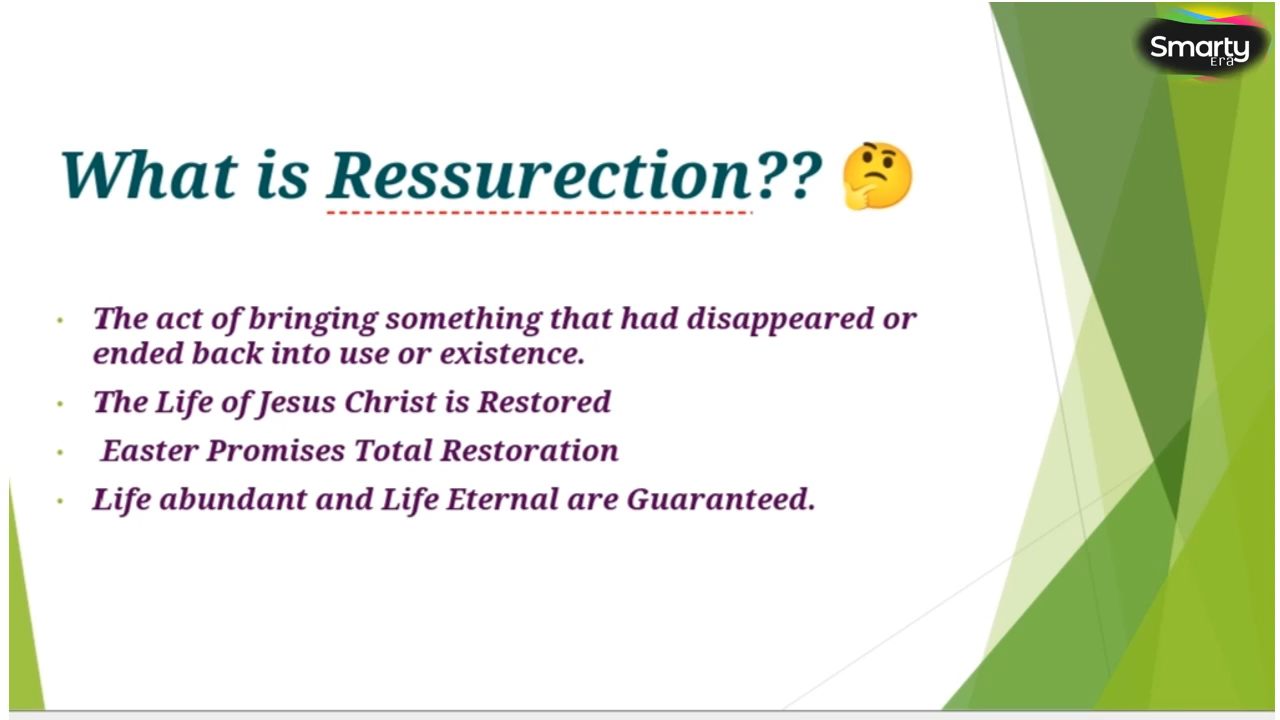 Smarty
Era
What is Ressurection?? 🤔
• The act of bringing something that had disappeared or
ended back into use or existence.
• The Life of Jesus Christ is Restored
• Easter Promises Total Restoration
• Life abundant and Life Eternal are Guaranteed.